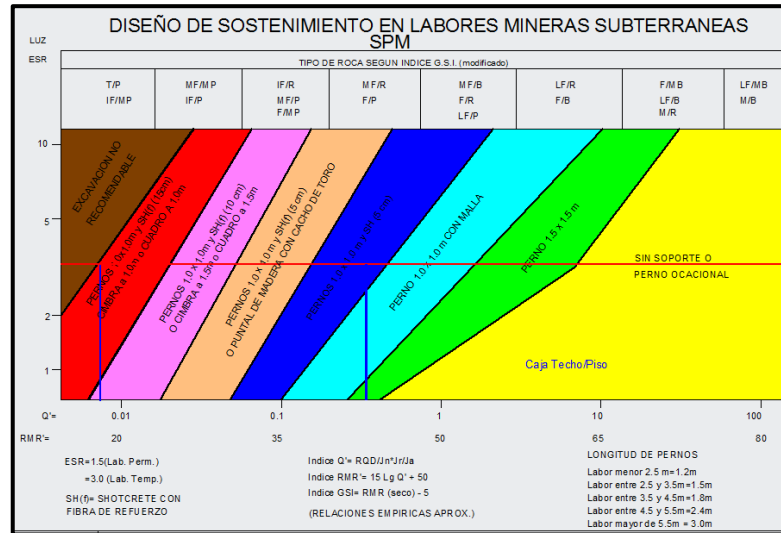 DISEÑO DE SOSTENIMIENTO EN LABORES MINERAS SUBTERRANEAS
SPM
LUZ
ESR
TIPO DE ROCA SEGUN INDICE G.S.I. (modificado)
T/P
IF/MP
MF/MP
IF/P
IF/R
MF/P
F/MP
MF/R
F/P
MF/B
F/R
LF/P
LF/R
F/B
F/MB
LF/B
M/R
LF/MB
M/B
10
5
2
1
EXCAVACION NO
RECOMENDABLE
PERNOS 1.0x1.0m y SH(f) (15cm)
CIMBRA a 1.0m o CUADRO A 1.0m
PERNOS 1.0 x 1.0m y SH(f) (10 cm)
O CIMBRA a 1.5m o CUADRO a 1.5m
PERNOS 1.0 x 1.0 m y SH(f) (5 cm)
O PUNTAL DE MADERA CON CACHO DE TORO
PERNOS 1.0 x 1.0 m x SH (5 cm)
PERNO 1.0 x 1.0 m CON MALLA
PERNO 1.5 x 1.5 m
SIN SOPORTE O
PERNO OCACIONAL
Caja Techo/Piso
Q'= 0.01 0.1 1 10 100
RMR'= 20 35 50 65 80
ESR=1.5(Lab. Perm.)
=3.0 (Lab. Temp.)
SH(f)= SHOTCRETE CON
FIBRA DE REFUERZO
Indice Q'= RQD/Jn*Jr/Ja
Indice RMR'= 15 Lg Q' + 50
Indice GSI= RMR (seco) - 5
(RELACIONES EMPIRICAS APROX.)
LONGITUD DE PERNOS
Labor menor 2.5 m=1.2m
Labor entre 2.5 y 3.5m=1.5m
Labor entre 3.5 y 4.5m=1.8m
Labor entre 4.5 y 5.5m=2.4m
Labor mayor de 5.5m = 3.0m